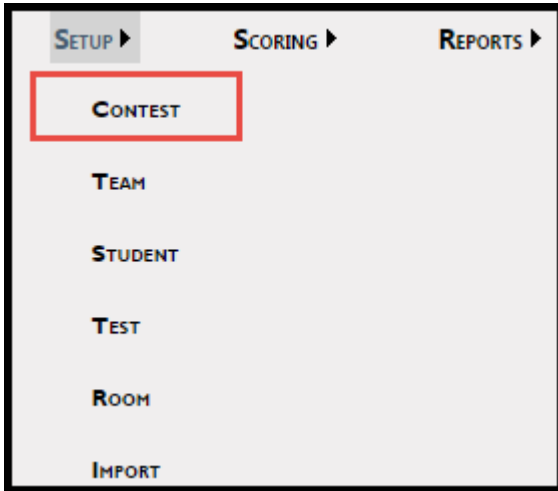 SETUP SCORING REPORTS
CONTEST
TEAM
STUDENT
TEST
ROOM
IMPORT